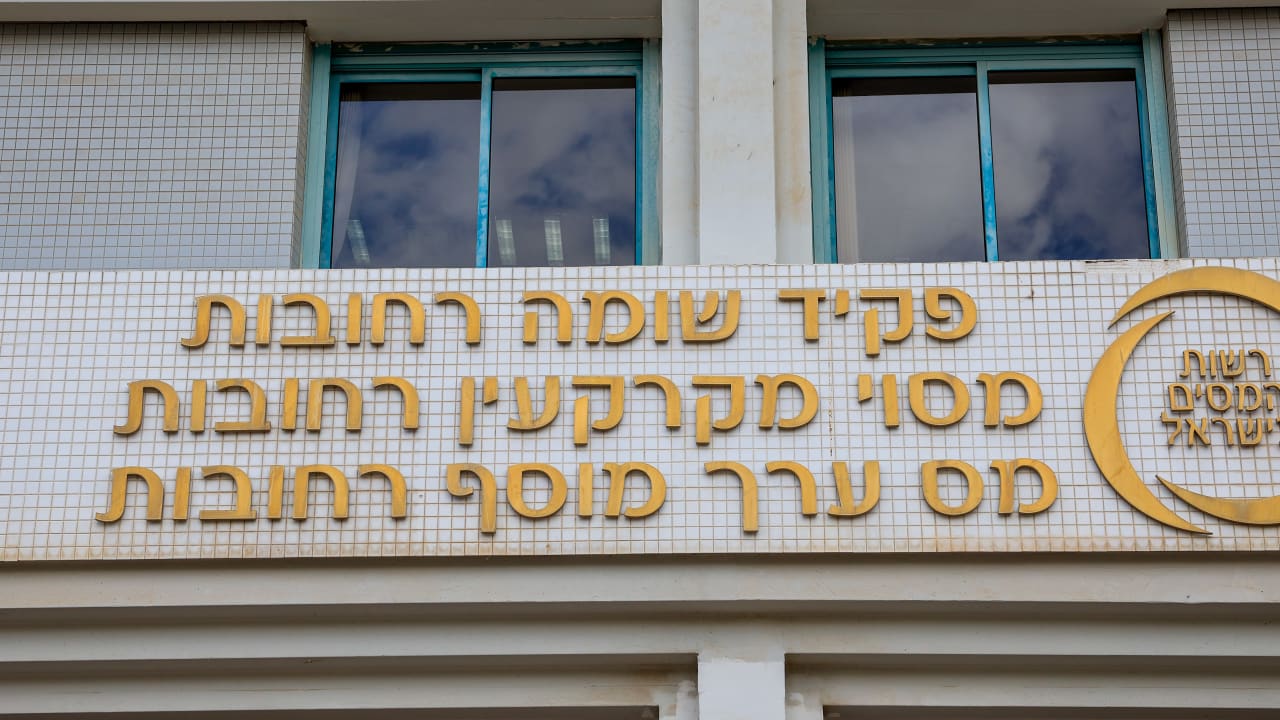 פקיד שומה רחובות
מסוי מקרקעין רחובות
מס ערך מוסף רחובות
רשות
המסים
בישראל